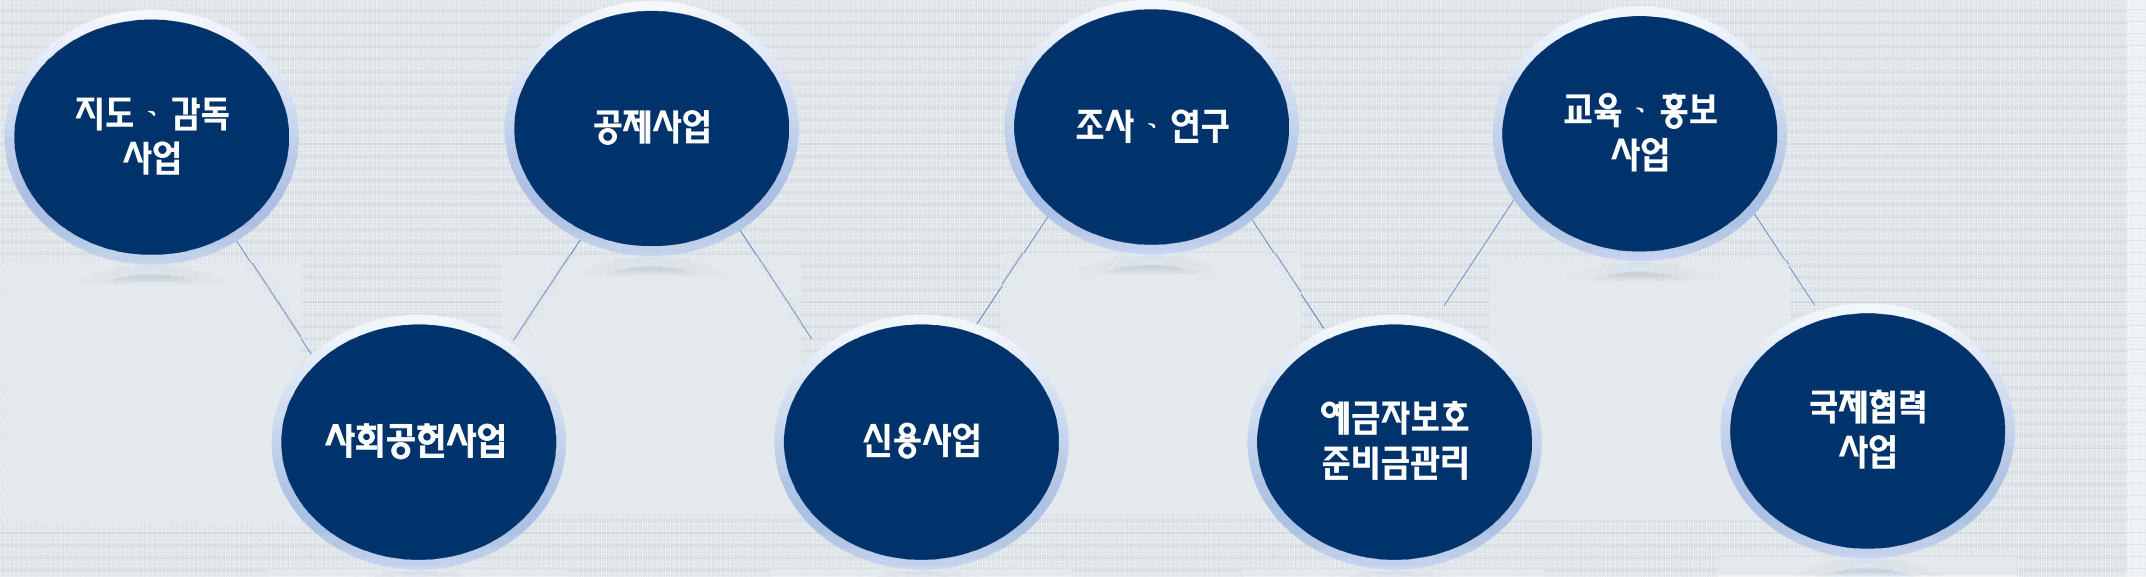 지도、감독
사업
공제사업
조사、연구
교육、홍보
사업
사회공헌사업
신용사업
예금자보호
준비금관리
국제협력
사업